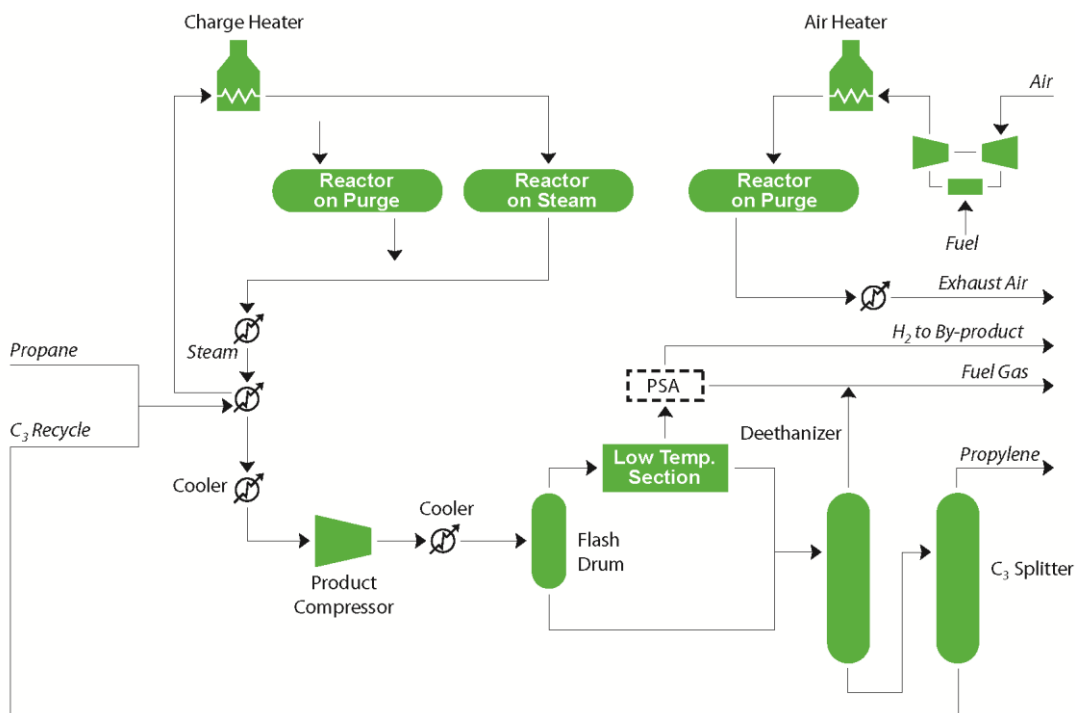 Charge Heater
Air Heater
Air
Reactor
on Purge
Reactor
on Steam
Reactor
on Purge
Fuel
Exhaust Air
H₂ to By-product
Steam
Propane
PSA
Fuel Gas
C₃ Recycle
Deethanizer
Low Temp.
Section
Propylene
Cooler
Cooler
Flash
Drum
C₃ Splitter
Product
Compressor